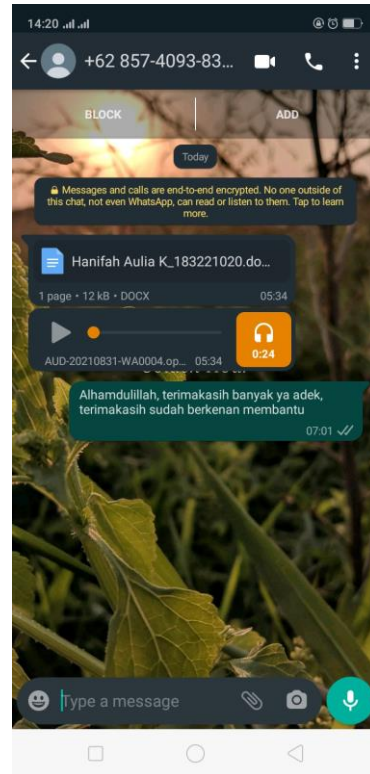 14:20
+62 857-4093-83...
BLOCK
ADD
Today
Messages and calls are end-to-end encrypted. No one outside of
this chat, not even WhatsApp, can read or listen to them. Tap to learn
more.
Hanifah Aulia K_183221020.do...
1 page • 12 kB • DOCX
05:34
0:24
AUD-20210831-WA0004.op...
05:34
Alhamdulillah, terimakasih banyak ya adek,
terimakasih sudah berkenan membantu
07:01
Type a message